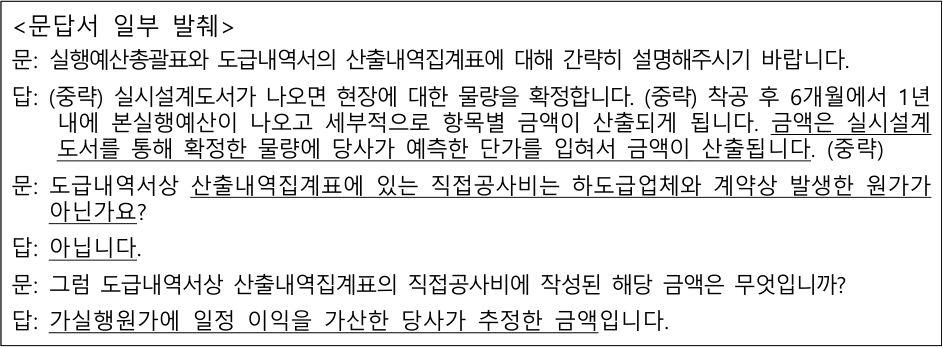 <문답서 일부 발췌>
문: 실행예산총괄표와 도급내역서의 산출내역집계표에 대해 간략히 설명해주시기 바랍니다.
답: (중략) 실시설계도서가 나오면 현장에 대한 물량을 확정합니다. (중략) 착공 후 6개월에서 1년
내에 본실행예산이 나오고 세부적으로 항목별 금액이 산출되게 됩니다. 금액은 실시설계
도서를 통해 확정한 물량에 당사가 예측한 단가를 입혀서 금액이 산출됩니다. (중략)
문: 도급내역서상 산출내역집계표에 있는 직접공사비는 하도급업체와 계약상 발생한 원가가
아닌가요?
답: 아닙니다.
문: 그럼 도급내역서상 산출내역집계표의 직접공사비에 작성된 해당 금액은 무엇입니까?
답: 가실행원가에 일정 이익을 가산한 당사가 추정한 금액입니다.